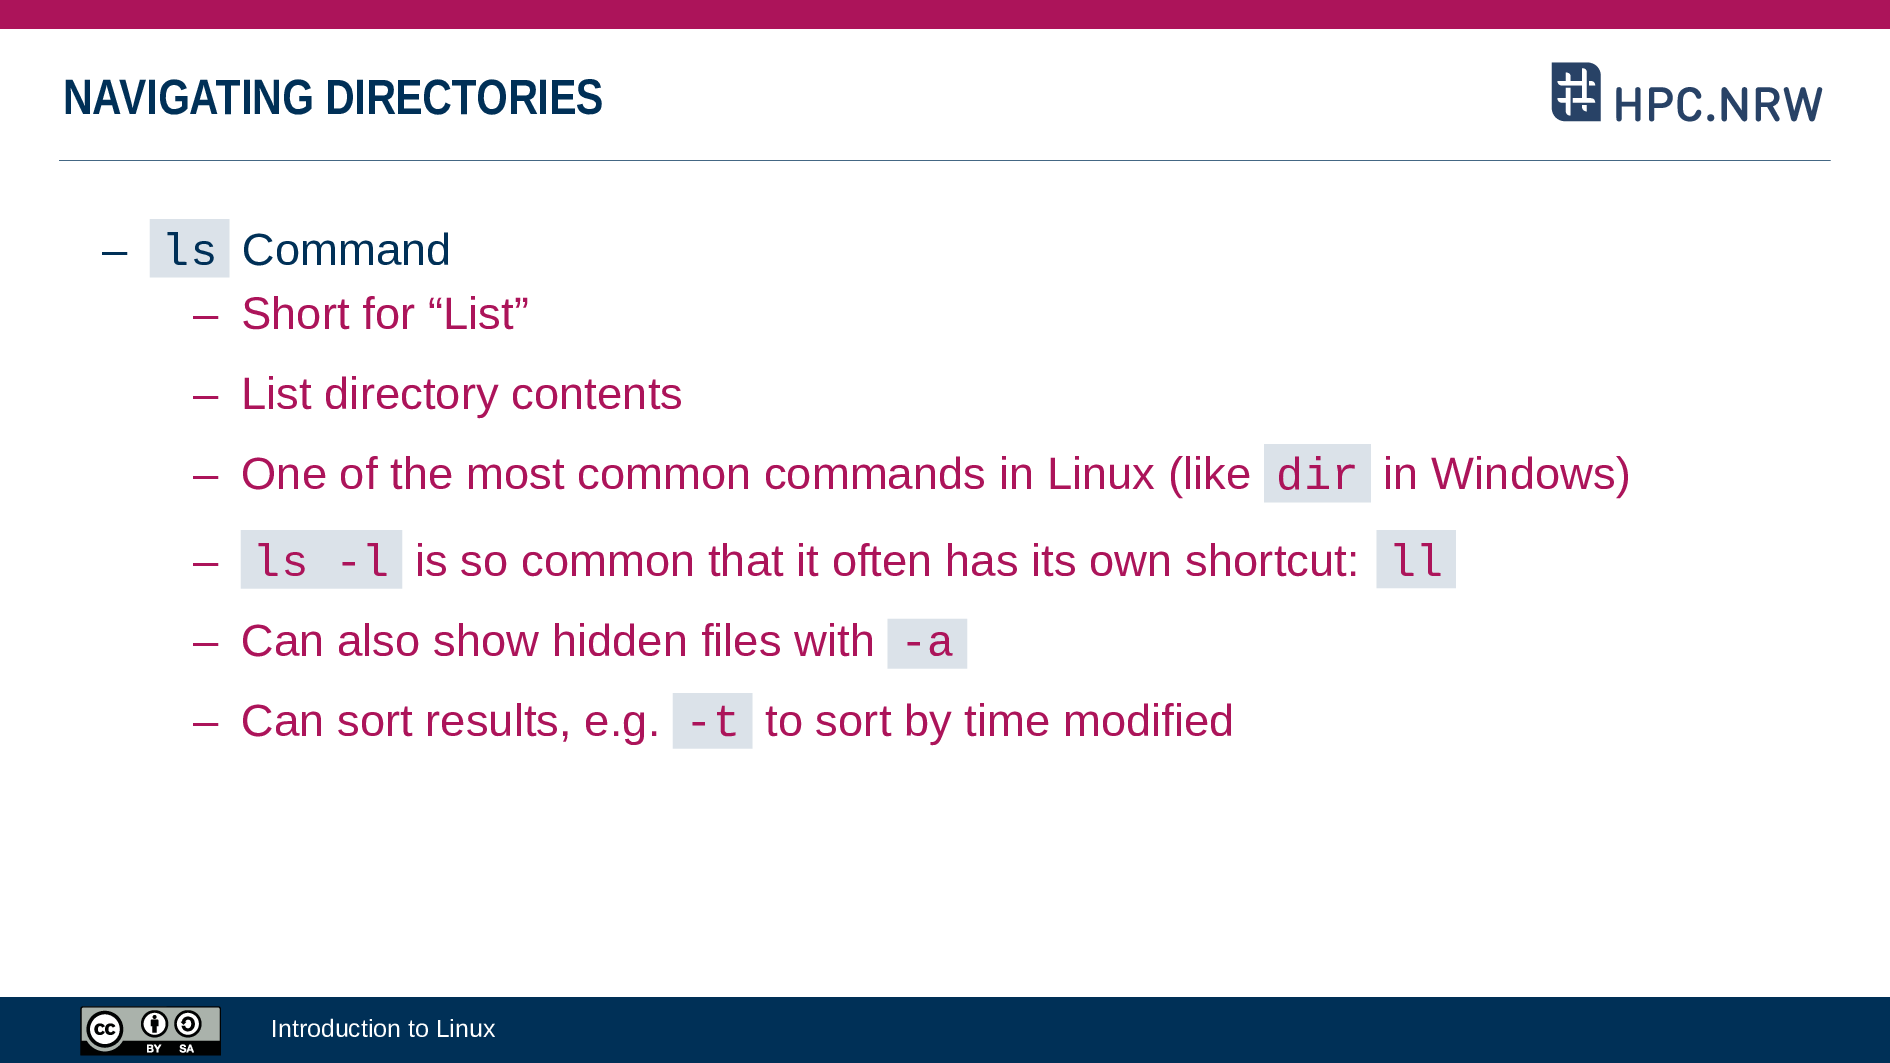 NAVIGATING DIRECTORIES
HPC.NRW
– ls Command
– Short for “List”
– List directory contents
– One of the most common commands in Linux (like dir in Windows)
– ls -l is so common that it often has its own shortcut: ll
– Can also show hidden files with -a
– Can sort results, e.g. -t to sort by time modified
cc BY SA
Introduction to Linux